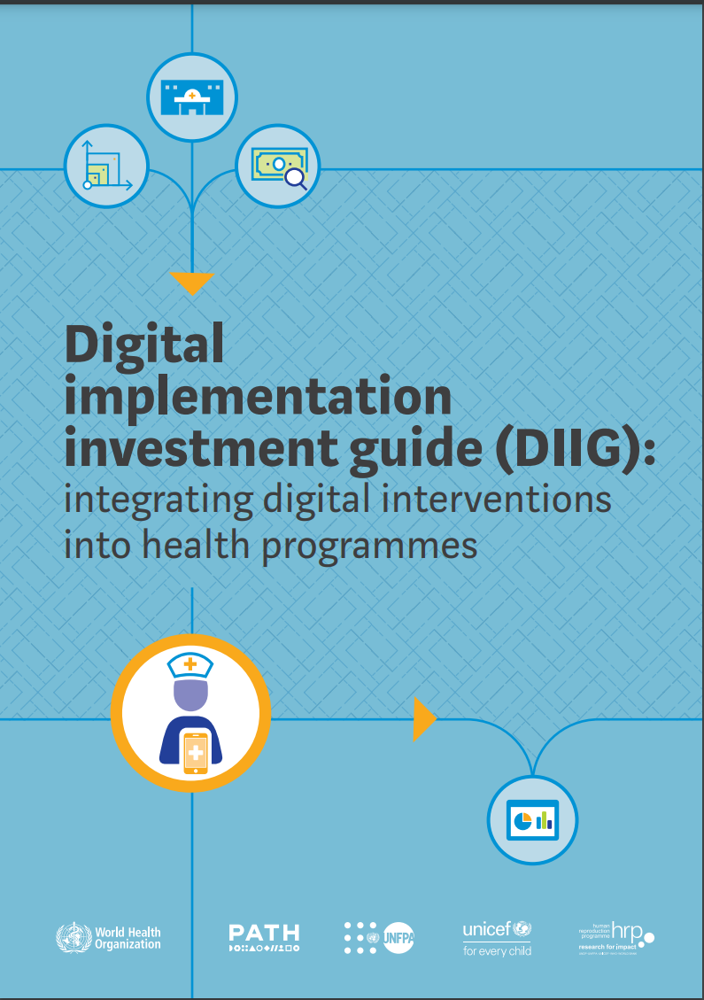 Digital
implementation
investment guide (DIIG):
integrating digital interventions
into health programmes
World Health
Organization
PATH
UNFPA
unicef
for every child
human
reproduction
programme
hrp
research for impact